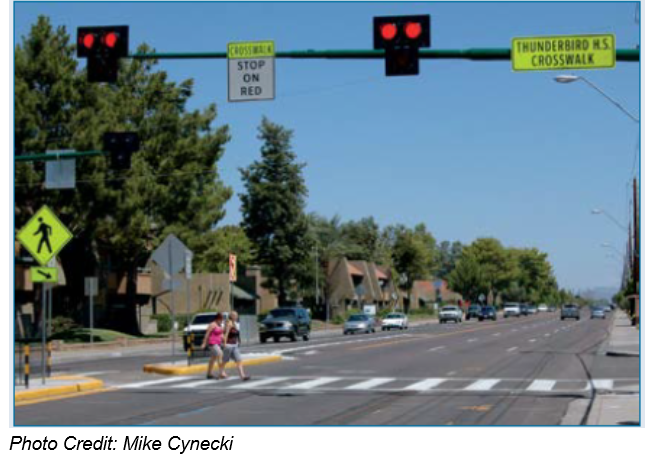 CROSSWALK
STOP
ON
RED
THUNDERBIRD H.S.
CROSSWALK
Photo Credit: Mike Cynecki